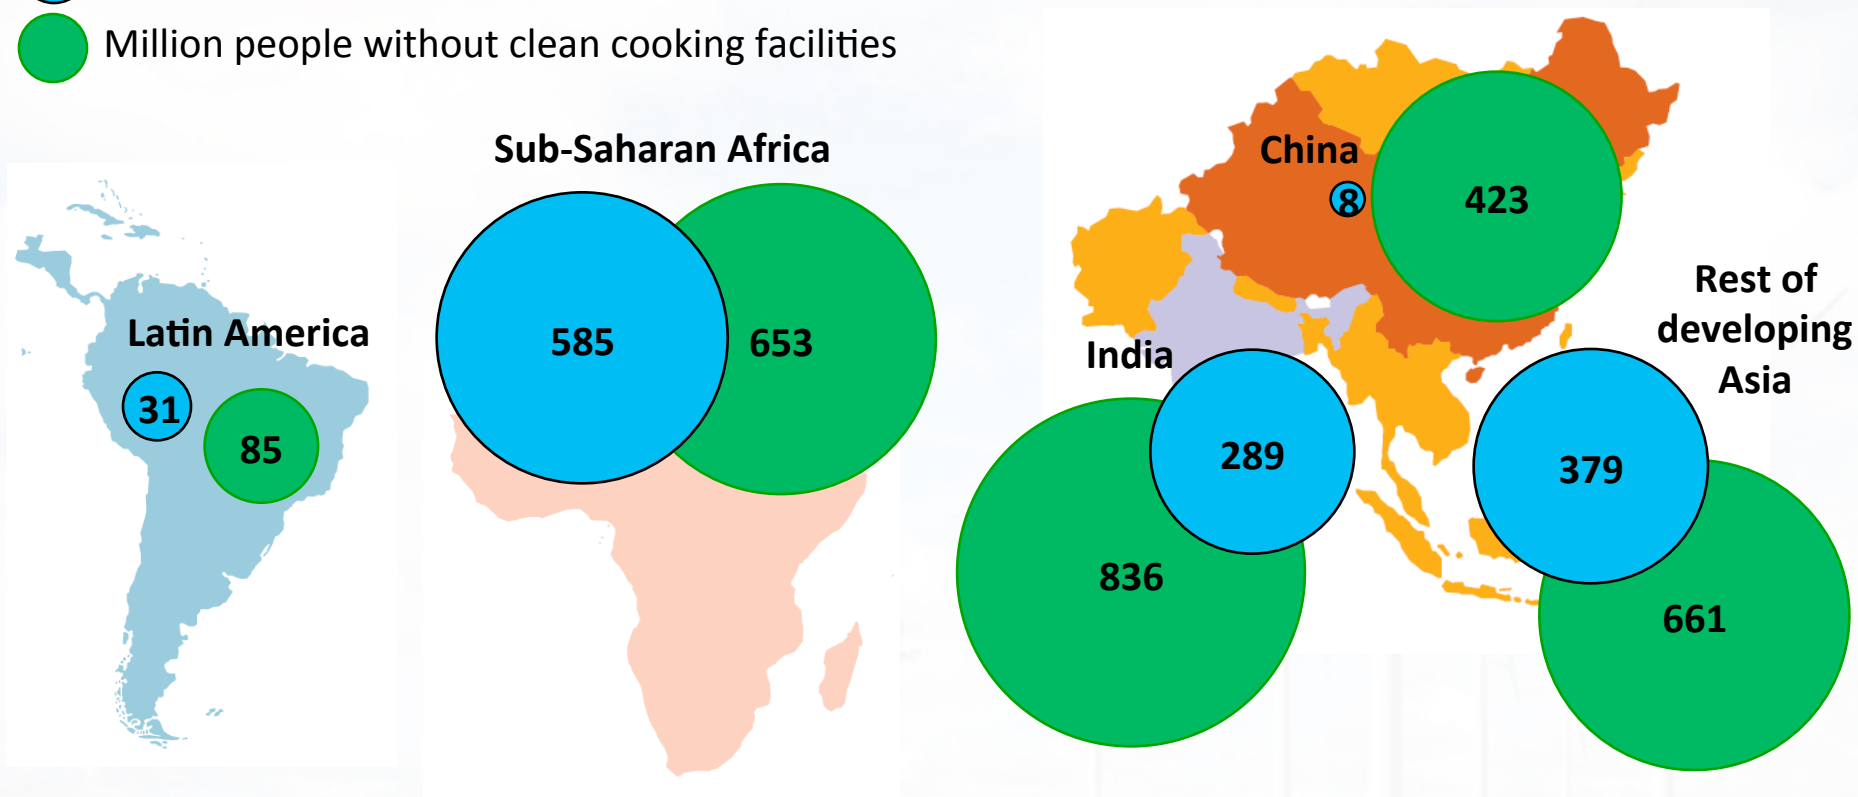 Million people without clean cooking facilities
Sub-Saharan Africa
China
8
423
Rest of
developing
Asia
Latin America
585
653
India
31
85
289
379
836
661